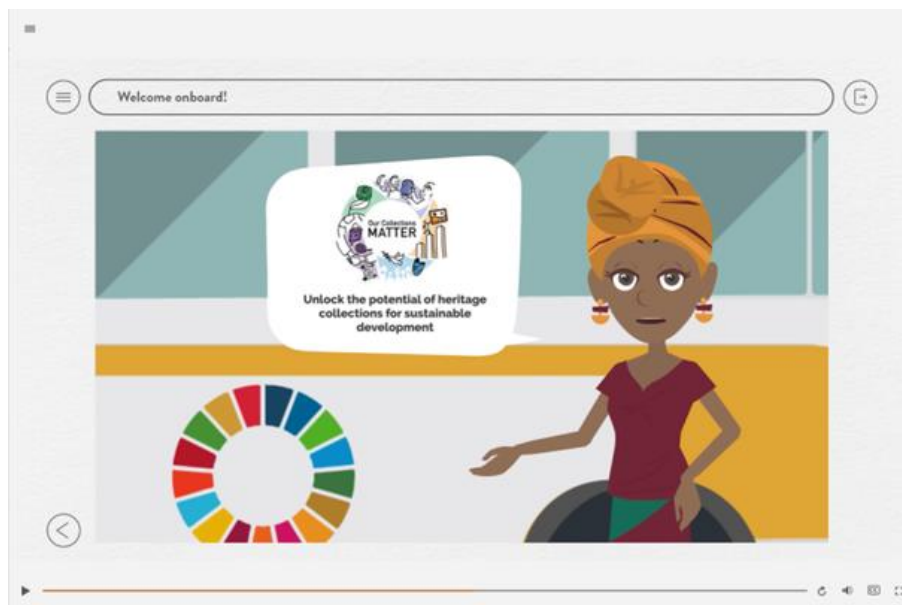 Welcome onboard!
Our Collections
MATTER
Unlock the potential of heritage
collections for sustainable
development